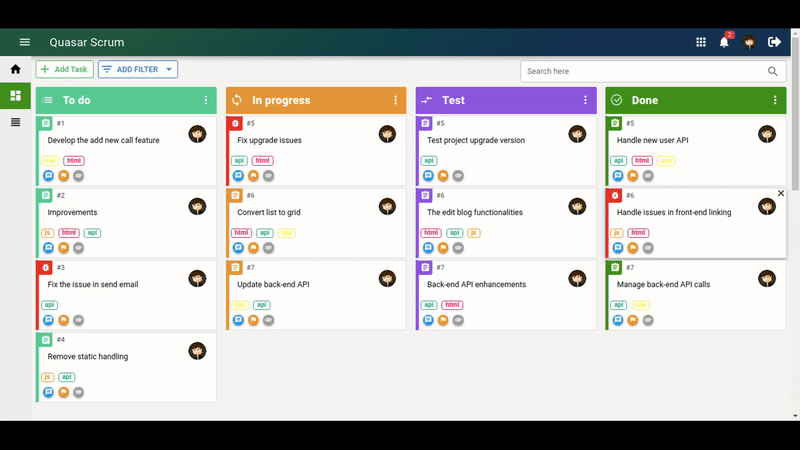 Quasar Scrum
2
Add Task
ADD FILTER
Search here
To do
#1
Develop the add new call feature
css html
#2
Improvements
js html api
#3
Fix the issue in send email
api
#4
Remove static handling
js api
In progress
#5
Fix upgrade issues
api html
#6
Convert list to grid
html api css
#7
Update back-end API
css api
Test
#5
Test project upgrade version
api
#6
The edit blog functionalities
html api js
#7
Back-end API enhancements
api html
Done
#5
Handle new user API
api html css
#6
Handle issues in front-end linking
js html
#7
Manage back-end API calls
api css